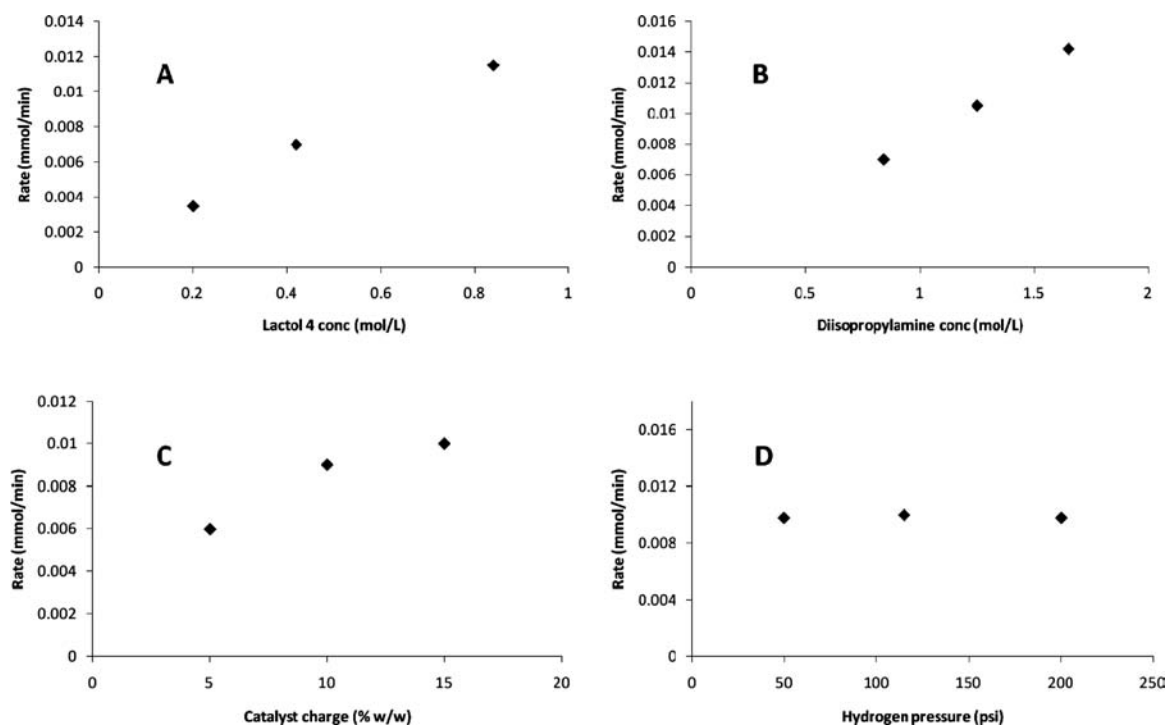 A
Rate (mmol/min)
0.014
0.012
0.01
0.008
0.006
0.004
0.002
0
0 0.2 0.4 0.6 0.8 1
Lactol 4 conc (mol/L)
B
Rate (mmol/min)
0.016
0.014
0.012
0.01
0.008
0.006
0.004
0.002
0
0 0.5 1 1.5 2
Diisopropylamine conc (mol/L)
C
Rate (mmol/min)
0.012
0.01
0.008
0.006
0.004
0.002
0
0 5 10 15 20
Catalyst charge (% w/w)
D
Rate (mmol/min)
0.016
0.012
0.008
0.004
0
0 50 100 150 200 250
Hydrogen pressure (psi)